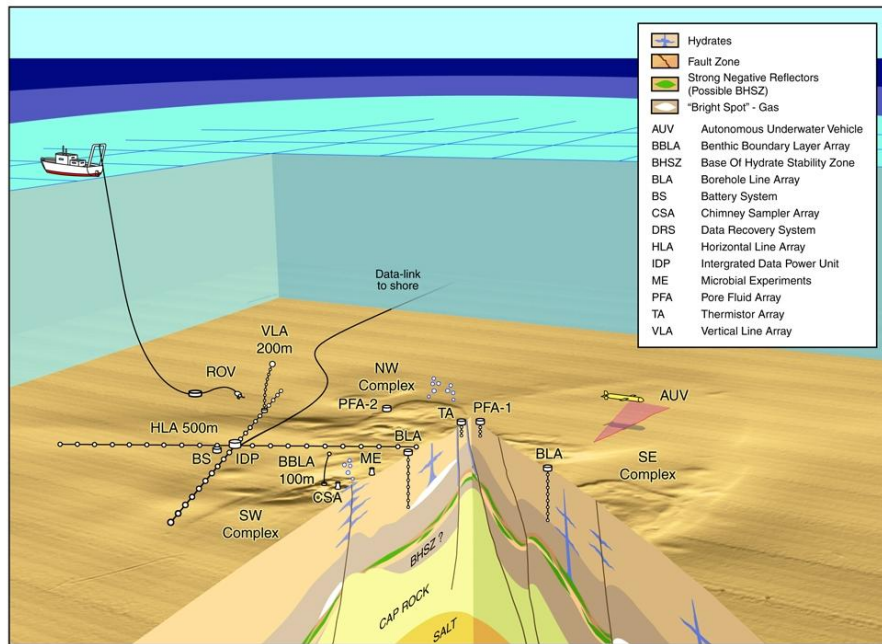 Hydrates
Fault Zone
Strong Negative Reflectors
(Possible BHSZ)
“Bright Spot” - Gas
AUV Autonomous Underwater Vehicle
BBLA Benthic Boundary Layer Array
BHSZ Base Of Hydrate Stability Zone
BLA Borehole Line Array
BS Battery System
CSA Chimney Sampler Array
DRS Data Recovery System
HLA Horizontal Line Array
IDP Intergrated Data Power Unit
ME Microbial Experiments
PFA Pore Fluid Array
TA Thermistor Array
VLA Vertical Line Array
Data-link
to shore
VLA
200m
ROV
NW
Complex
PFA-2
TA
PFA-1
AUV
HLA 500m
BS
IDP
BBLA
100m
ME
BLA
CSA
BLA
SE
Complex
SW
Complex
BHSZ ?
CAP ROCK
SALT